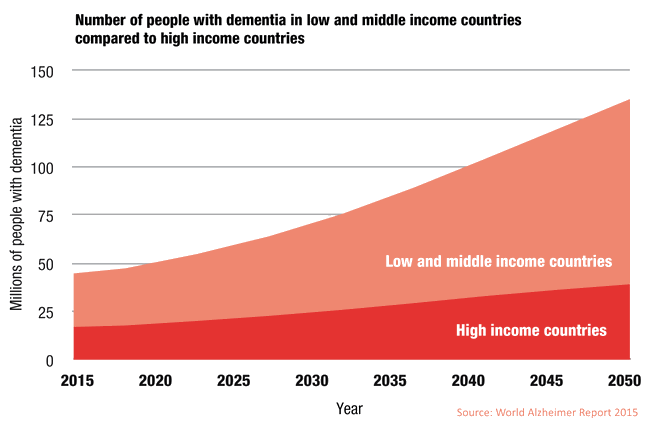 Number of people with dementia in low and middle income countries
compared to high income countries
150
125
100
75
50
25
0
Millions of people with dementia
Low and middle income countries
High income countries
2015 2020 2025 2030 2035 2040 2045 2050
Year
Source: World Alzheimer Report 2015